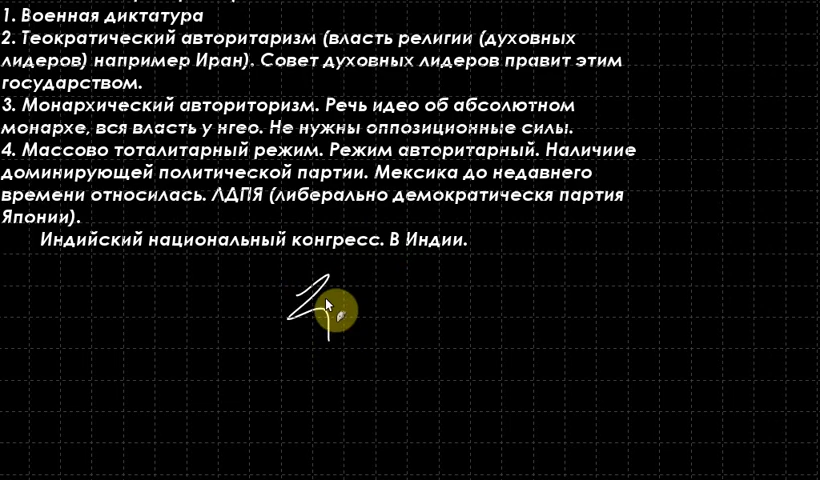 1. Военная диктатура
2. Теократический авторитаризм (власть религии (духовных
лидеров) например Иран). Совет духовных лидеров правит этим
государством.
3. Монархический авториторизм. Речь идео об абсолютном
монархе, вся власть у нгео. Не нужны оппозиционные силы.
4. Массово тоталитарный режим. Режим авторитарный. Наличиие
доминирующей политической партии. Мексика до недавнего
времени относилась. ЛДПЯ (либерально демократическя партия
Японии).
Индийский национальный конгресс. В Индии.